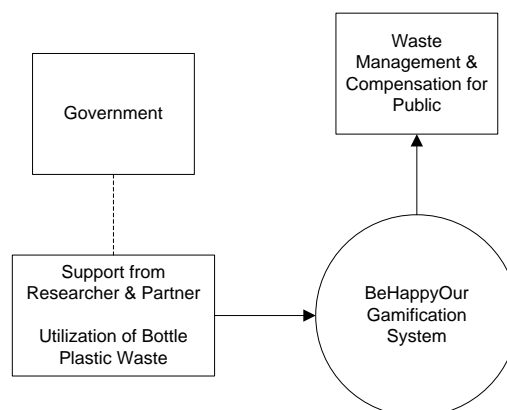 Government
Waste
Management &
Compensation for
Public
Support from
Researcher & Partner
Utilization of Bottle
Plastic Waste
BeHappyOur
Gamification
System